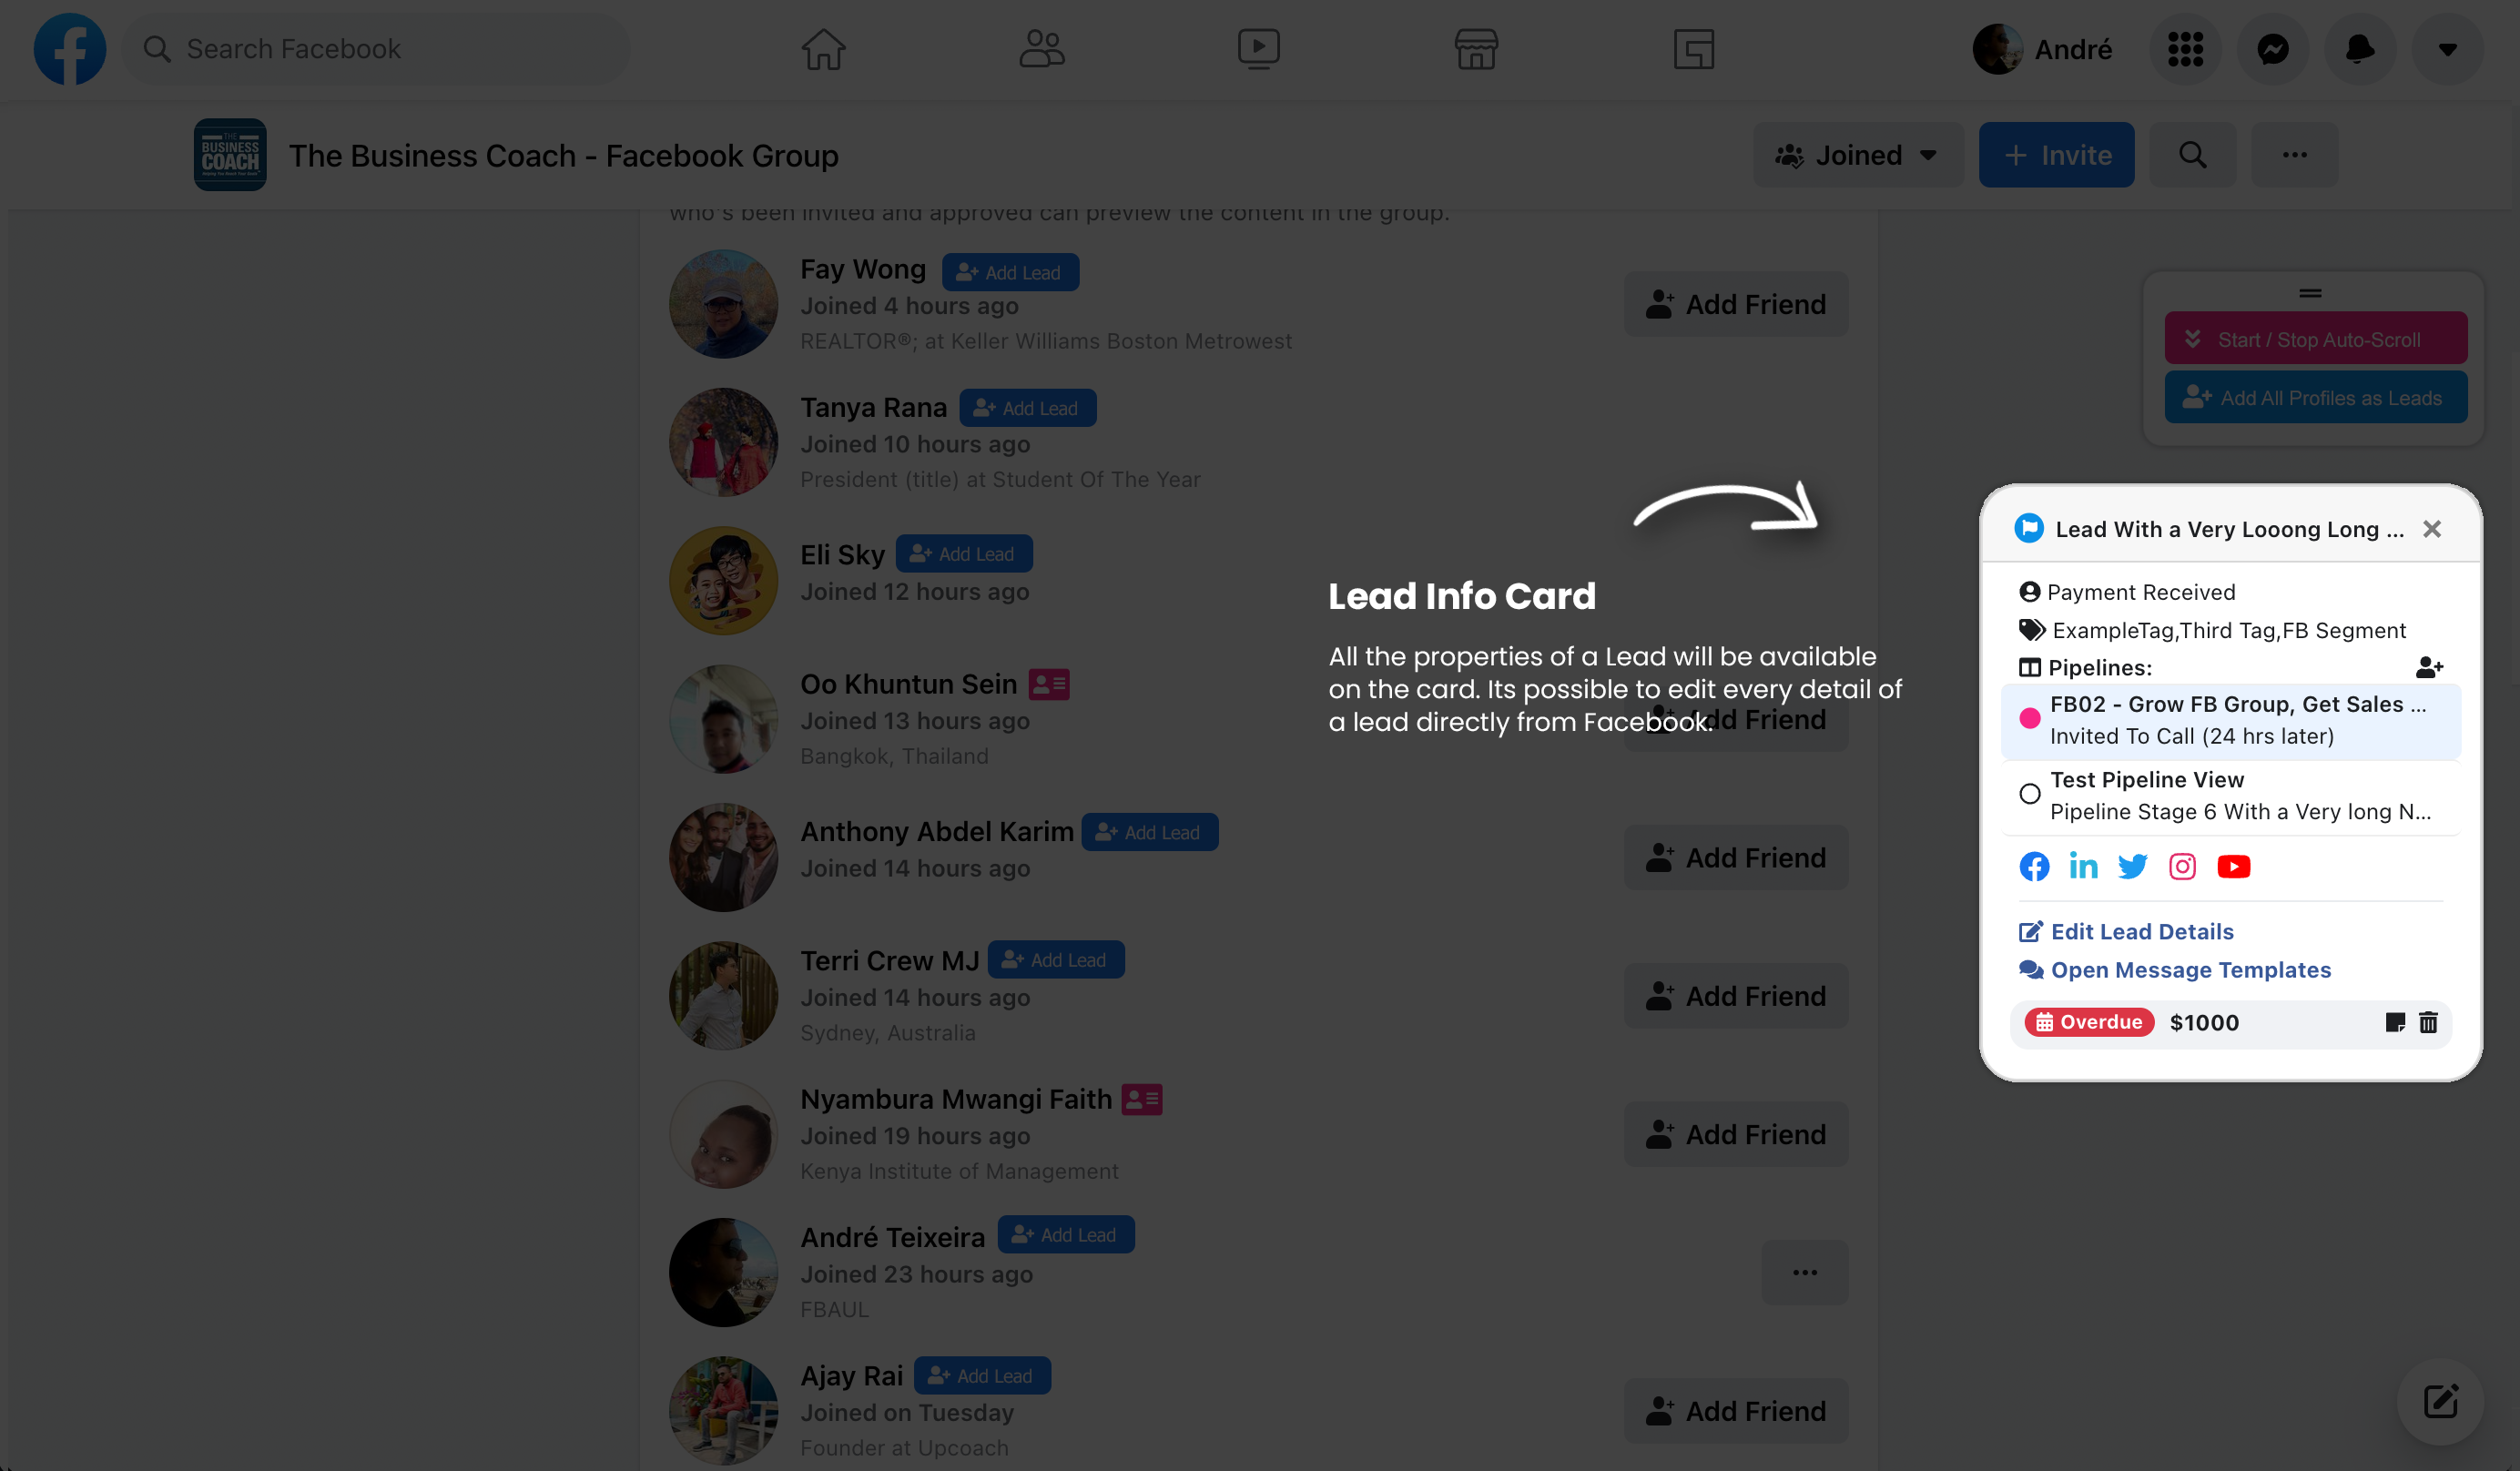 Search Facebook
André
THE
BUSINESS
COACH
The Business Coach - Facebook Group
Joined
+ Invite
...
who's been invited and approved can preview the content in the group.
Fay Wong
Add Lead
Joined 4 hours ago
REALTOR®; at Keller Williams Boston Metrowest
Add Friend
Tanya Rana
Add Lead
Joined 10 hours ago
President (title) at Student Of The Year
Eli Sky
Add Lead
Joined 12 hours ago
Oo Khuntun Sein
Joined 13 hours ago
Bangkok, Thailand
Add Friend
Anthony Abdel Karim
Add Lead
Joined 14 hours ago
Add Friend
Terri Crew MJ
Add Lead
Joined 14 hours ago
Sydney, Australia
Add Friend
Nyambura Mwangi Faith
Joined 19 hours ago
Kenya Institute of Management
Add Friend
André Teixeira
Add Lead
Joined 23 hours ago
FBAUL
...
Ajay Rai
Add Lead
Joined on Tuesday
Founder at Upcoach
Add Friend
Lead Info Card
All the properties of a Lead will be available
on the card. Its possible to edit every detail of
a lead directly from Facebook.
Start / Stop Auto-Scroll
Add All Profiles as Leads
Lead With a Very Looong Long ...
Payment Received
ExampleTag,Third Tag,FB Segment
Pipelines:
FB02 - Grow FB Group, Get Sales ...
Invited To Call (24 hrs later)
Test Pipeline View
Pipeline Stage 6 With a Very long N...
Edit Lead Details
Open Message Templates
Overdue $1000